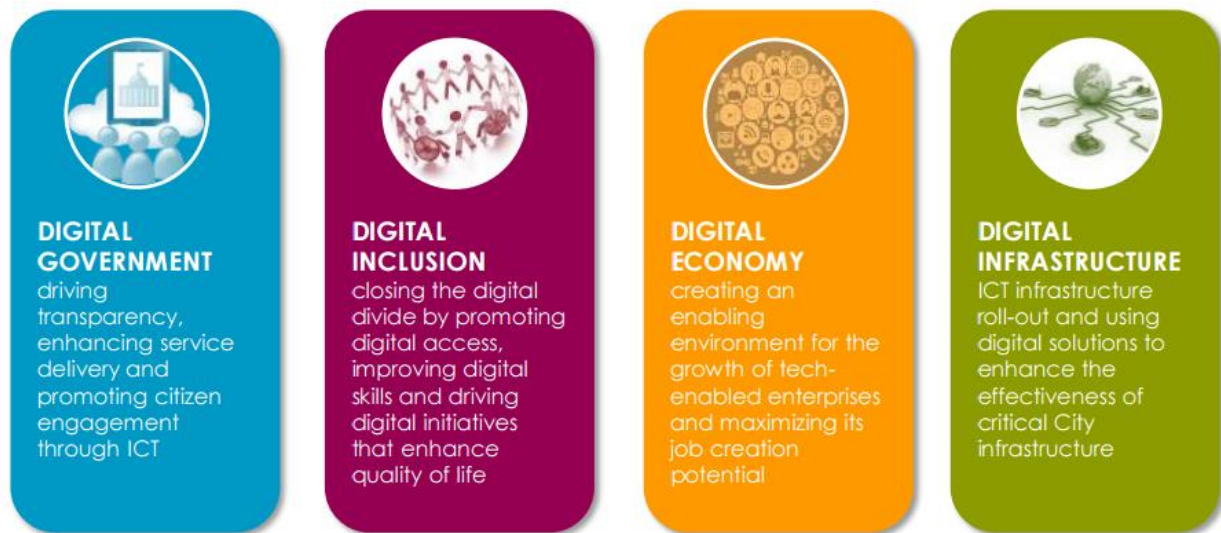 DIGITAL
GOVERNMENT
driving
transparency,
enhancing service
delivery and
promoting citizen
engagement
through ICT
DIGITAL
INCLUSION
closing the digital
divide by promoting
digital access,
improving digital
skills and driving
digital initiatives
that enhance
quality of life
DIGITAL
ECONOMY
creating an
enabling
environment for the
growth of tech-
enabled enterprises
and maximizing its
job creation
potential
DIGITAL
INFRASTRUCTURE
ICT infrastructure
roll-out and using
digital solutions to
enhance the
effectiveness of
critical City
infrastructure